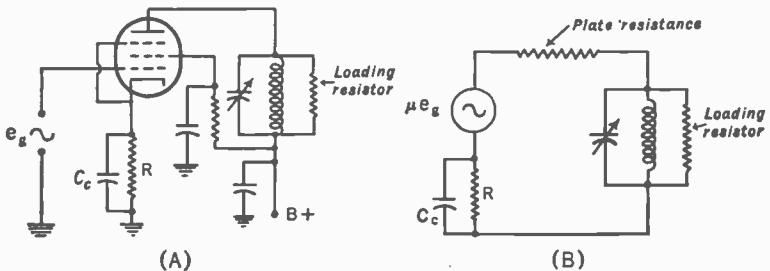 Loading
resistor
e_g
C_c
R
B+
(A)
Plate resistance
μe_g
Loading
resistor
C_c
R
(B)